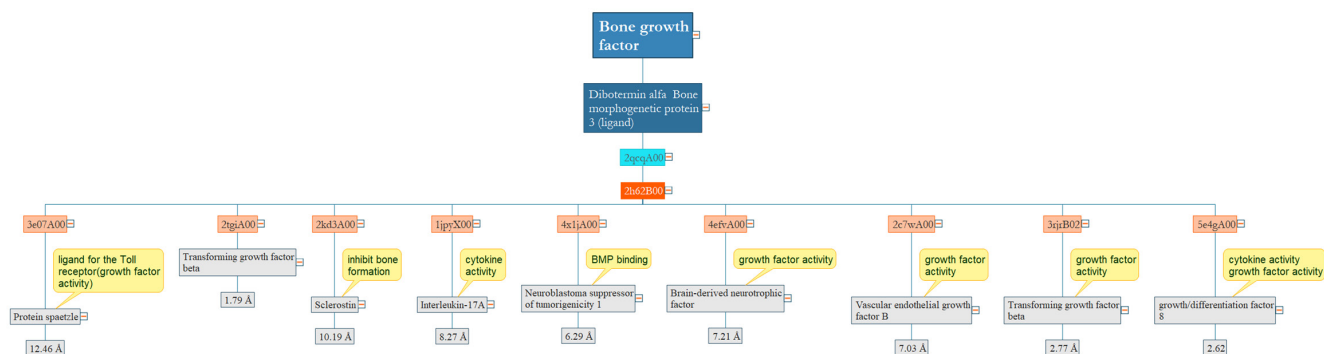 Bone growth
factor
Dibotermin alfa Bone
morphogenetic protein
3 (ligand)
2qcqA00
2h62B00
3e07A00
2tgiA00
2kd3A00
1jpyX00
4x1jA00
4efvA00
2c7wA00
3rjrB02
5e4gA00
ligand for the Toll
receptor(growth factor
activity)
Transforming growth factor
beta
inhibit bone
formation
cytokine
activity
BMP binding
growth factor activity
growth factor
activity
growth factor
activity
cytokine activity
growth factor activity
1.79 Å
Protein spaetzle
Sclerostin
Interleukin-17A
Neuroblastoma suppressor
of tumorigenicity 1
Brain-derived neurotrophic
factor
Vascular endothelial growth
factor B
Transforming growth factor
beta
growth/differentiation factor
8
12.46 Å
10.19 Å
8.27 Å
6.29 Å
7.21 Å
7.03 Å
2.77 Å
2.62